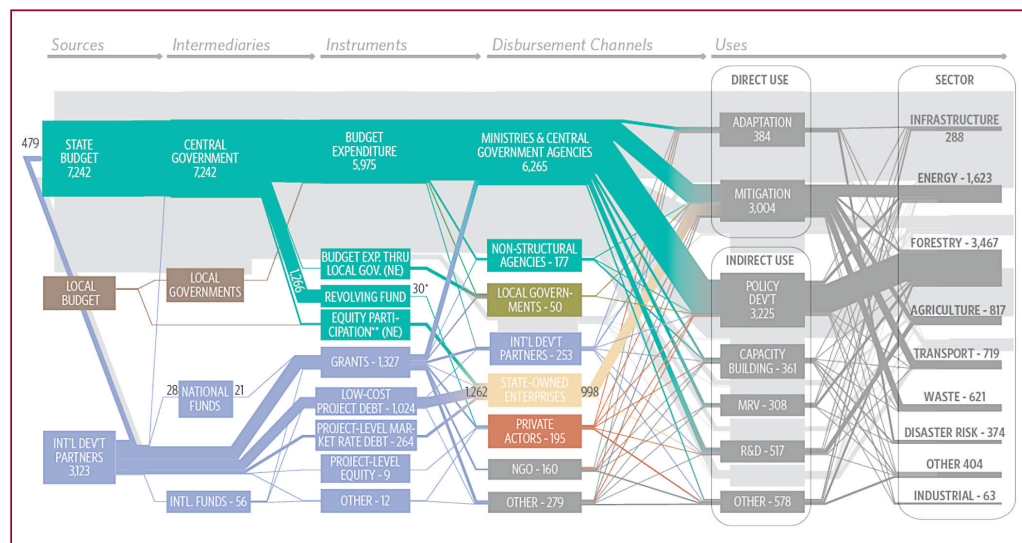 Sources
Intermediaries
Instruments
Disbursement Channels
Uses
479
STATE
BUDGET
7,242
LOCAL
BUDGET
INT'L DEV'T
PARTNERS
3,123
CENTRAL
GOVERNMENT
7,242
LOCAL
GOVERNMENTS
28
NATIONAL
FUNDS
21
INTL. FUNDS - 56
1,266
BUDGET
EXPENDITURE
5,975
BUDGET EXP. THRU
LOCAL GOV. (NE)
REVOLVING FUND
30*
EQUITY PARTI-
CIPATION** (NE)
GRANTS - 1,327
LOW-COST
PROJECT DEBT - 1,024
PROJECT-LEVEL MAR-
KET RATE DEBT - 264
PROJECT-LEVEL
EQUITY - 9
OTHER - 12
MINISTRIES & CENTRAL
GOVERNMENT AGENCIES
6,265
NON-STRUCTURAL
AGENCIES - 177
LOCAL GOVERN-
MENTS - 50
INT'L DEV'T
PARTNERS - 253
1,262
STATE-OWNED
ENTERPRISES
998
PRIVATE
ACTORS - 195
NGO - 160
OTHER - 279
DIRECT USE
ADAPTATION
384
MITIGATION
3,004
INDIRECT USE
POLICY
DEV'T
3,225
CAPACITY
BUILDING - 361
MRV - 308
R&D - 517
OTHER - 578
SECTOR
INFRASTRUCTURE
288
ENERGY - 1,623
FORESTRY - 3,467
AGRICULTURE - 817
TRANSPORT - 719
WASTE - 621
DISASTER RISK - 374
OTHER 404
INDUSTRIAL - 63